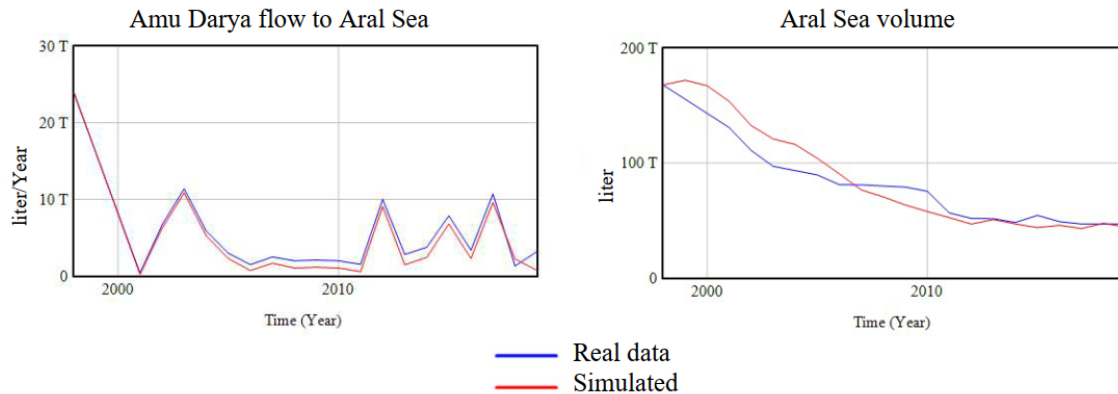 Amu Darya flow to Aral Sea
30 T
20 T
10 T
0
liter/Year
2000
2010
Time (Year)
Aral Sea volume
200 T
100 T
0
liter
2000
2010
Time (Year)
Real data
Simulated